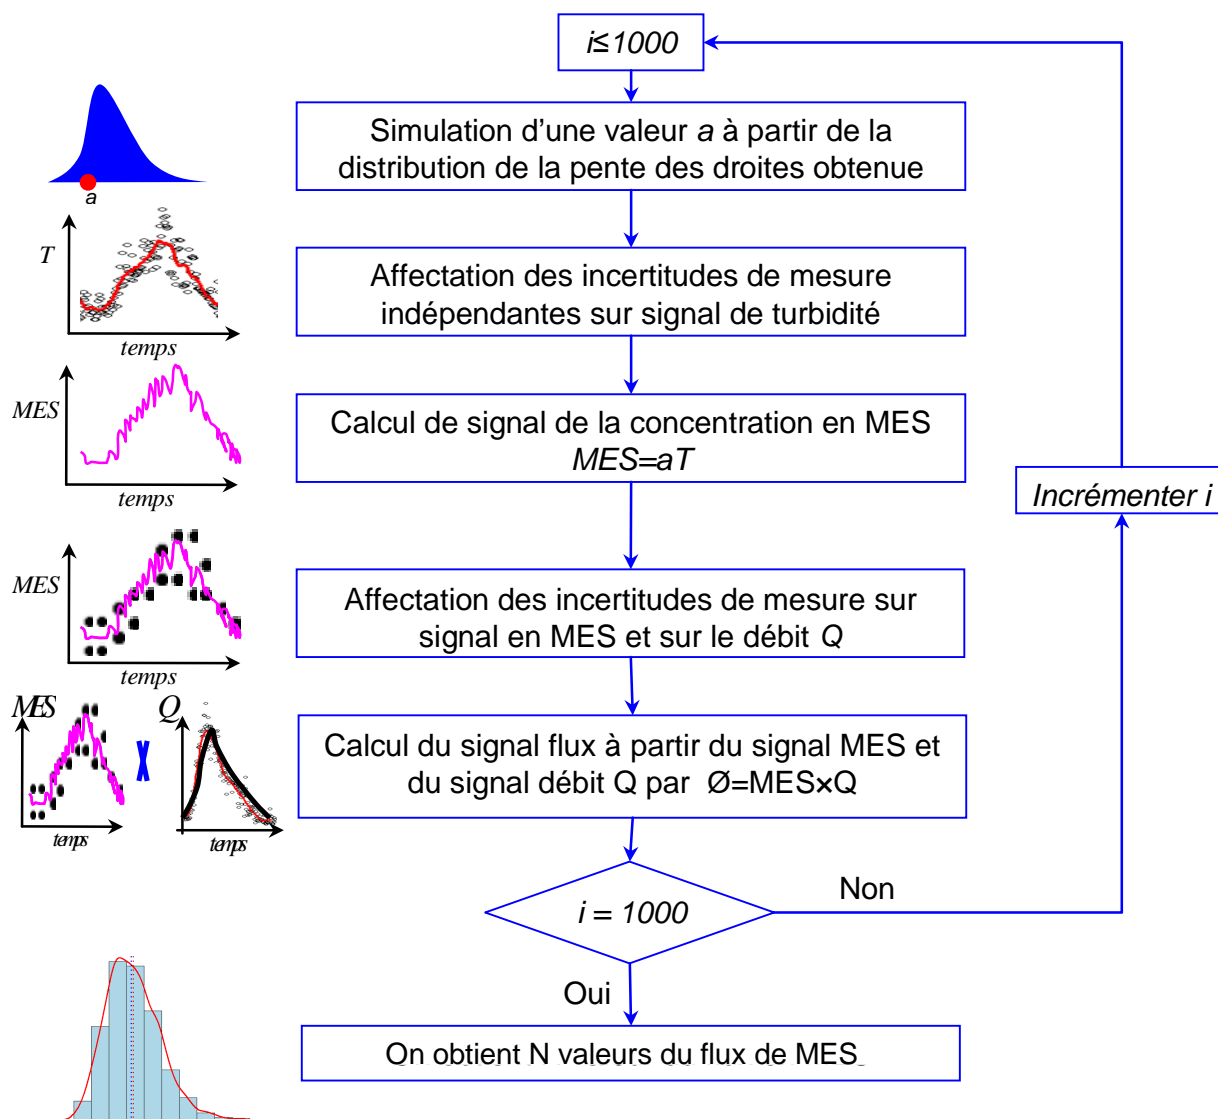 i≤1000
Simulation d’une valeur a à partir de la
distribution de la pente des droites obtenue
a
T
temps
Affectation des incertitudes de mesure
indépendantes sur signal de turbidité
MES
temps
Calcul de signal de la concentration en MES
MES=aT
Incrémenter i
MES
temps
Affectation des incertitudes de mesure sur
signal en MES et sur le débit Q
MES
Q
temps
temps
Calcul du signal flux à partir du signal MES et
du signal débit Q par Ø=MES×Q
i = 1000
Non
Oui
On obtient N valeurs du flux de MES